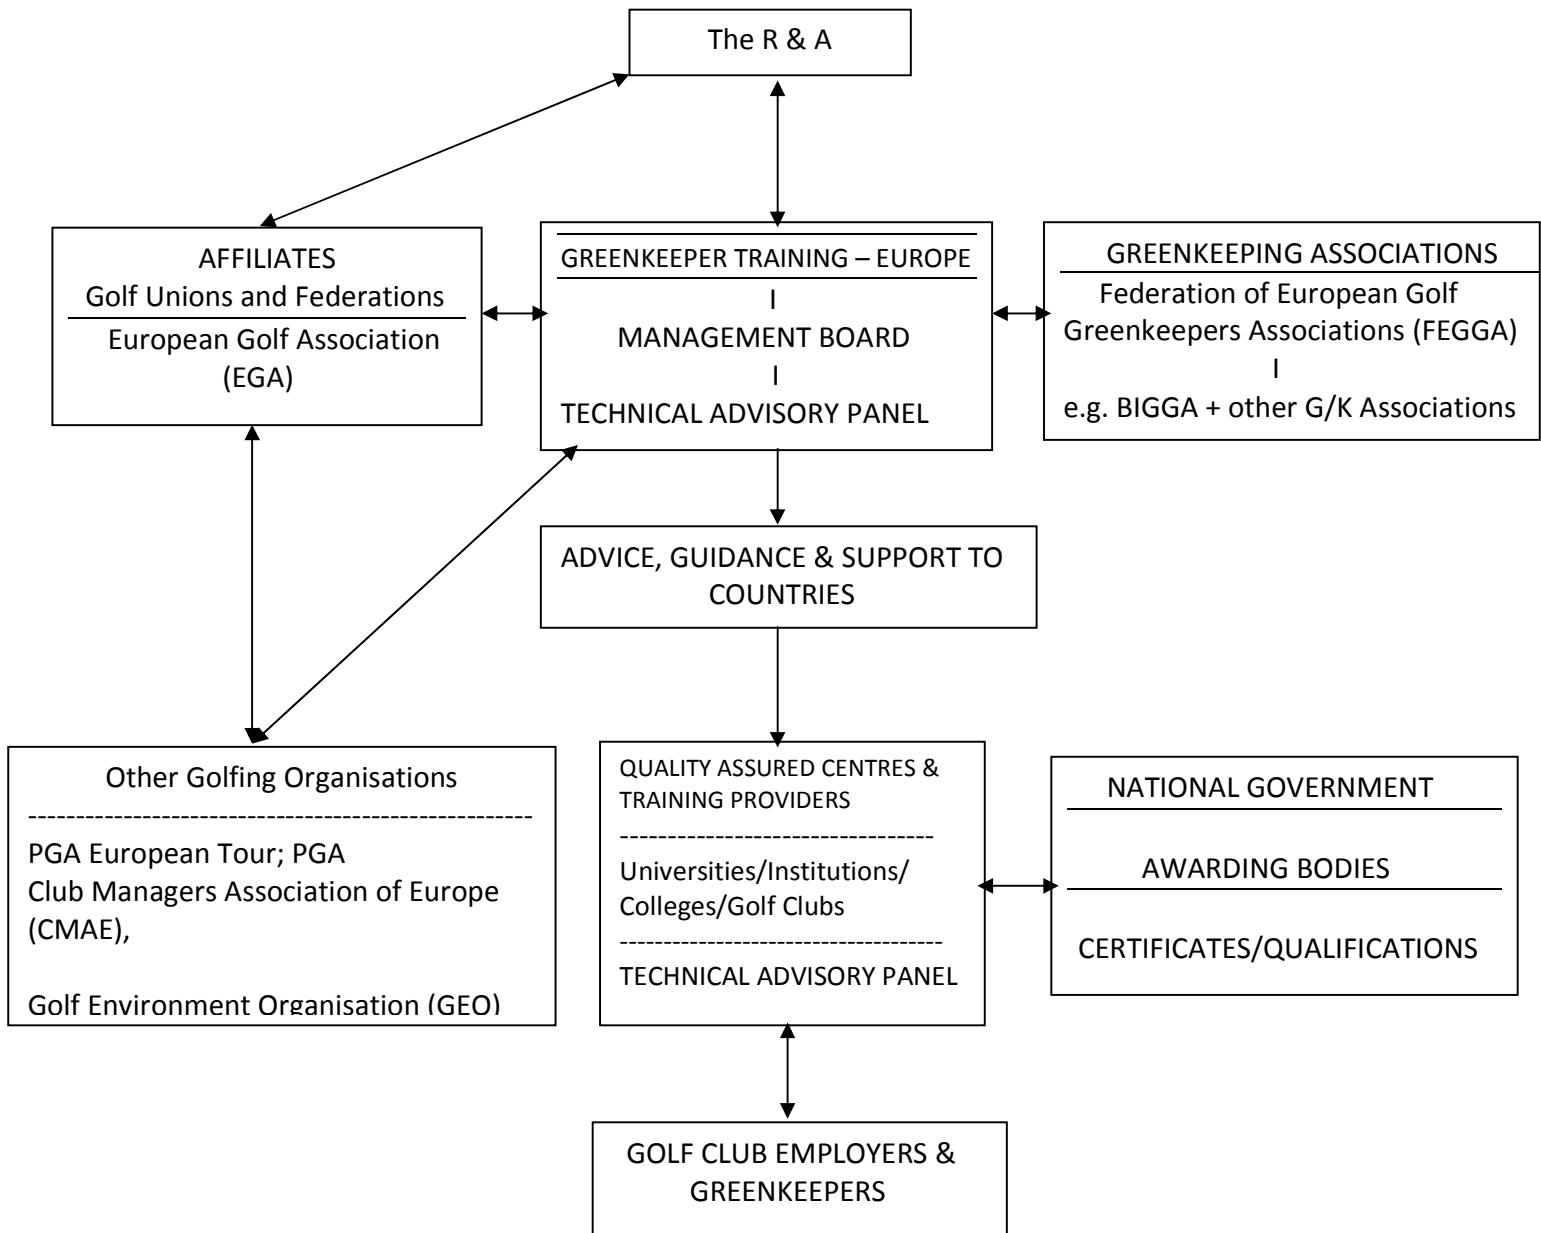 The R & A
AFFILIATES
Golf Unions and Federations
European Golf Association
(EGA)
GREENKEEPER TRAINING – EUROPE
I
MANAGEMENT BOARD
I
TECHNICAL ADVISORY PANEL
GREENKEEPING ASSOCIATIONS
Federation of European Golf
Greenkeepers Associations (FEGGA)
I
e.g. BIGGA + other G/K Associations
ADVICE, GUIDANCE & SUPPORT TO
COUNTRIES
Other Golfing Organisations
-----------------------------------------------------
PGA European Tour; PGA
Club Managers Association of Europe
(CMAE),
Golf Environment Organisation (GEO)
QUALITY ASSURED CENTRES &
TRAINING PROVIDERS
---------------------------------
Universities/Institutions/
Colleges/Golf Clubs
-------------------------------------
TECHNICAL ADVISORY PANEL
NATIONAL GOVERNMENT
AWARDING BODIES
CERTIFICATES/QUALIFICATIONS
GOLF CLUB EMPLOYERS &
GREENKEEPERS